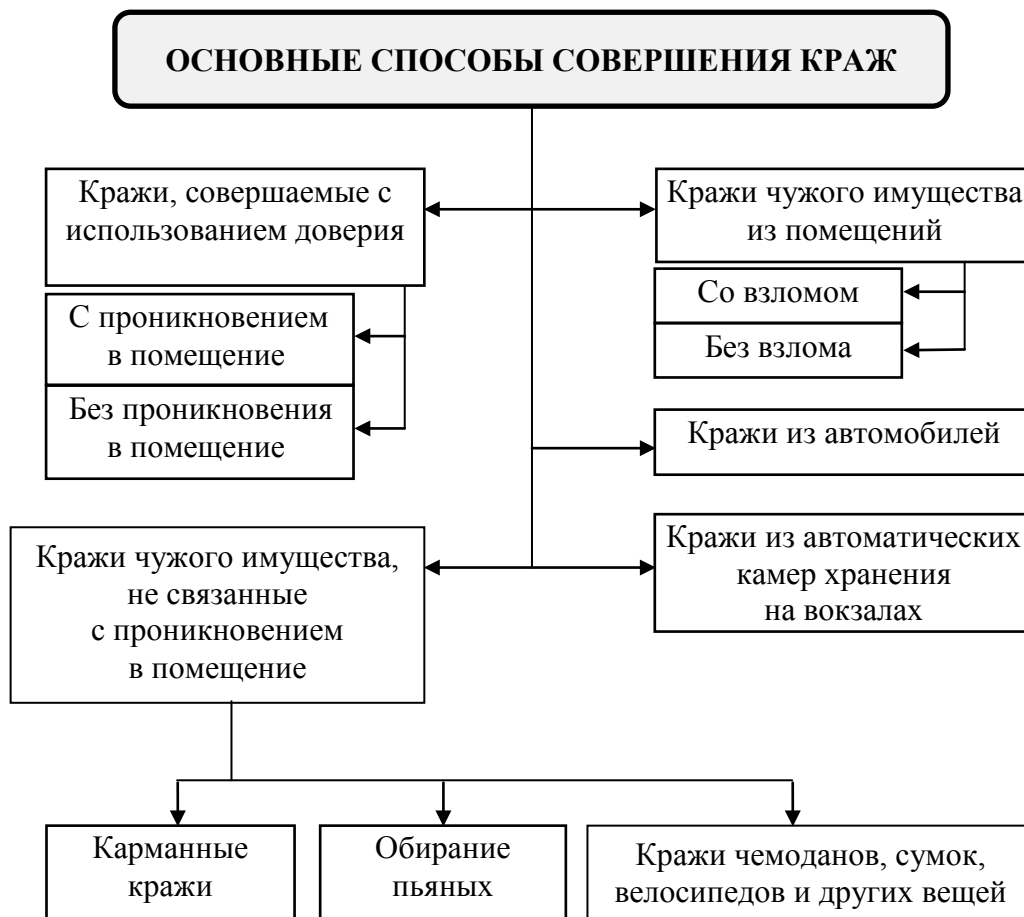 ОСНОВНЫЕ СПОСОБЫ СОВЕРШЕНИЯ КРАЖ
Кражи, совершаемые с
использованием доверия
С проникновением
в помещение
Без проникновения
в помещение
Кражи чужого имущества
из помещений
Со взломом
Без взлома
Кражи из автомобилей
Кражи чужого имущества,
не связанные
с проникновением
в помещение
Кражи из автоматических
камер хранения
на вокзалах
Карманные
кражи
Обирание
пьяных
Кражи чемоданов, сумок,
велосипедов и других вещей